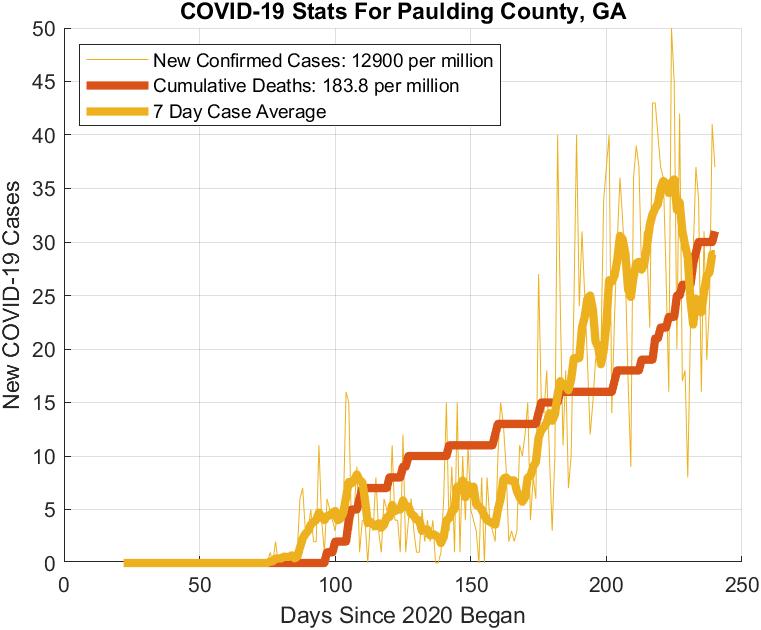 COVID-19 Stats For Paulding County, GA
New Confirmed Cases: 12900 per million
Cumulative Deaths: 183.8 per million
7 Day Case Average
New COVID-19 Cases
50
45
40
35
30
25
20
15
10
5
0
0 50 100 150 200 250
Days Since 2020 Began